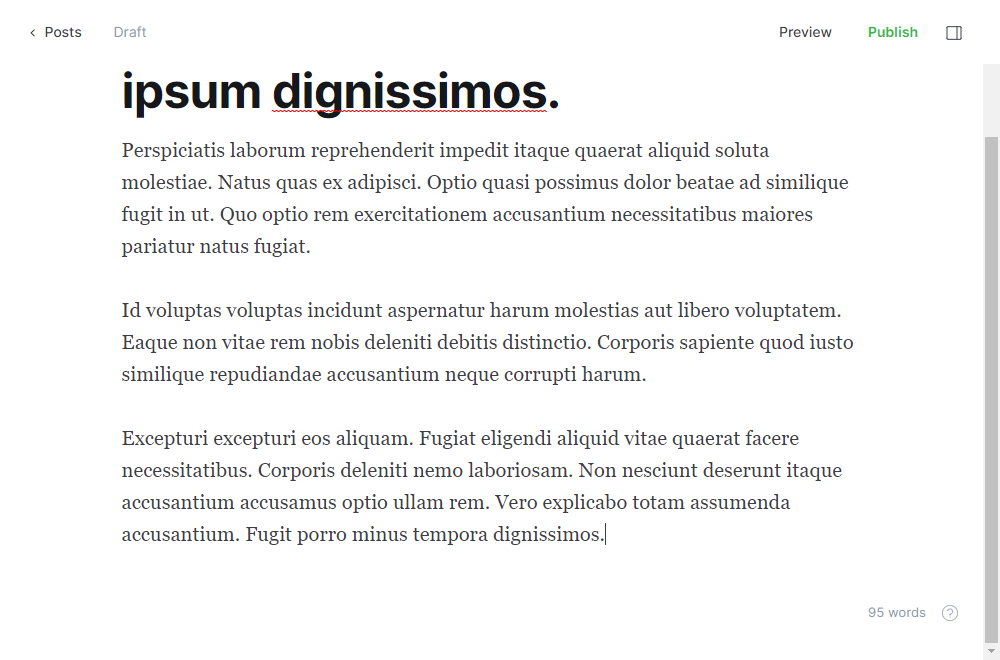 Posts
Draft
Preview
Publish
ipsum dignissimos.
Perspiciatis laborum reprehenderit impedit itaque quaerat aliquid soluta
molestiae. Natus quas ex adipisci. Optio quasi possimus dolor beatae ad similique
fugit in ut. Quo optio rem exercitationem accusantium necessitatibus maiores
pariatur natus fugiat.
Id voluptas voluptas incidunt aspernatur harum molestias aut libero voluptatem.
Eaque non vitae rem nobis deleniti debitis distinctio. Corporis sapiente quod iusto
similique repudiandae accusantium neque corrupti harum.
Excepturi excepturi eos aliquam. Fugiat eligendi aliquid vitae quaerat facere
necessitatibus. Corporis deleniti nemo laboriosam. Non nesciunt deserunt itaque
accusantium accusamus optio ullam rem. Vero explicabo totam assumenda
accusantium. Fugit porro minus tempora dignissimos.
95 words
?